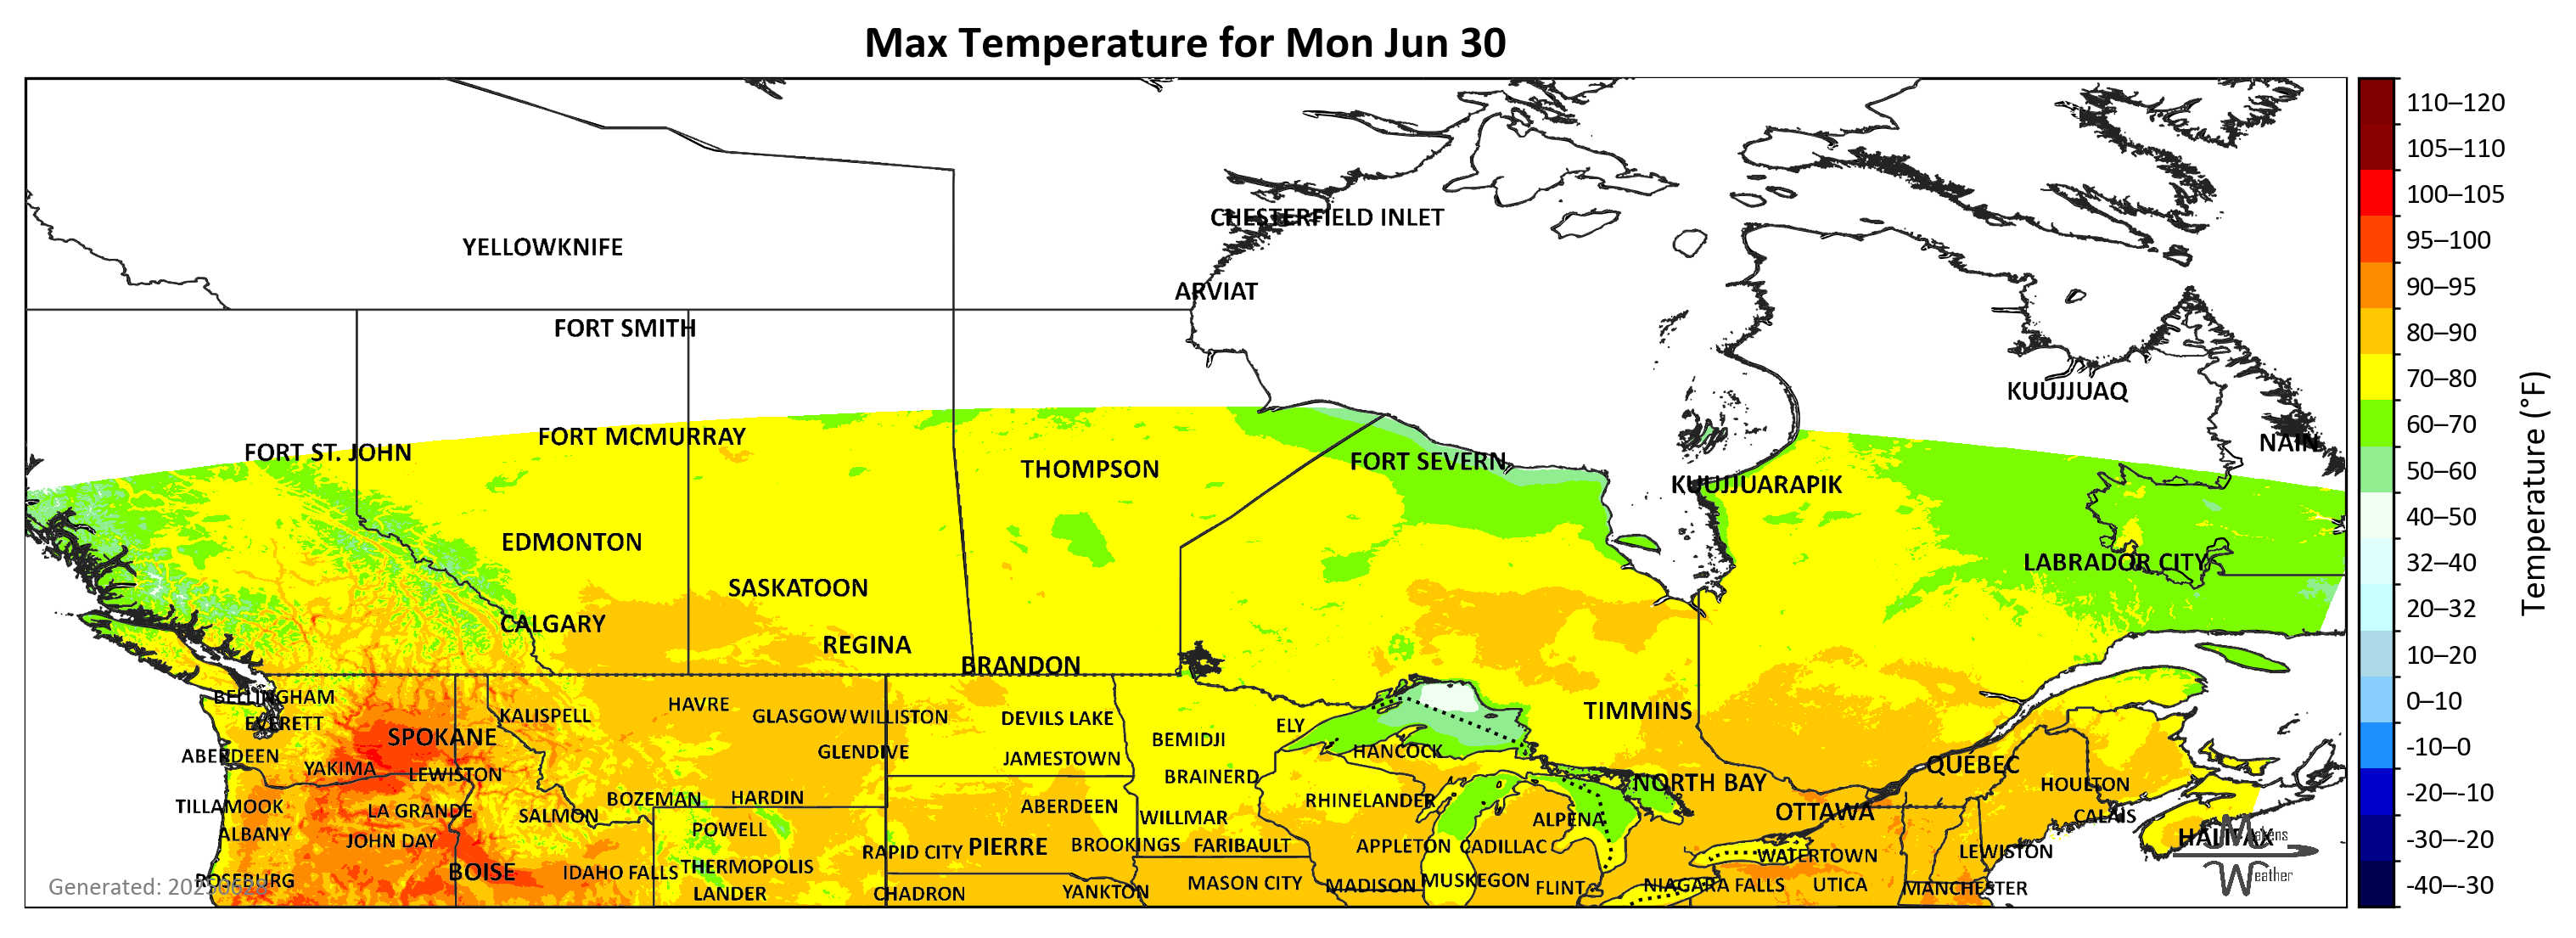 Max Temperature for Mon Jun 30
110–120
105–110
CHESTERFIELD INLET
100–105
YELLOWKNIFE
95–100
ARVIAT
90–95
FORT SMITH
80–90
KUUJJUAQ
70–80
FORT MCMURRAY
NAIN
60–70
FORT ST. JOHN
THOMPSON
FORT SEVERN
50–60
KUUJJUARAPIK
40–50
EDMONTON
LABRADOR CITY
32–40
SASKATOON
20–32
CALGARY
REGINA
10–20
BRANDON
BELLINGHAM
HAVRE
0–10
KALISPELL
GLASGOW
WILLISTON
DEVILS LAKE
TIMMINS
EVERETT
ELY
SPOKANE
BEMIDJI
-10–0
ABERDEEN
GLENDIVE
JAMESTOWN
HANCOCK
QUÉBEC
YAKIMA
LEWISTON
BRAINERD
NORTH BAY
HOULTON
-20–-10
TILLAMOOK
LA GRANDE
BOZEMAN
HARDIN
ABERDEEN
RHINELANDER
OTTAWA
SALMON
WILLMAR
ALPENA
CALAIS
ALBANY
JOHN DAY
POWELL
PIERRE
BROOKINGS
FARIBAULT
APPLETON
CADILLAC
HALIFAX
-30–-20
RAPID CITY
WATERTOWN
LEWISTON
BOISE
IDAHO FALLS
THERMOPOLIS
ROSEBURG
MASON CITY
MADISON
MUSKEGON
FLINT
NIAGARA FALLS
UTICA
MANCHESTER
-40–-30
LANDER
CHADRON
YANKTON
Generated: 20250628
Makens
Weather
Temperature (°F)